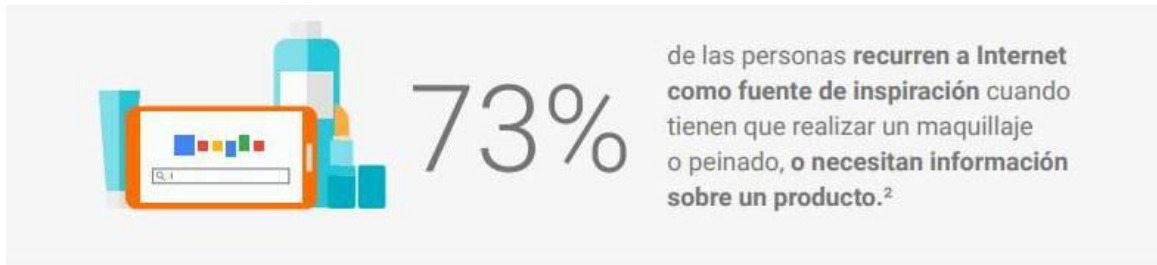 73%
de las personas recurren a Internet
como fuente de inspiración cuando
tienen que realizar un maquillaje
o peinado, o necesitan información
sobre un producto.²